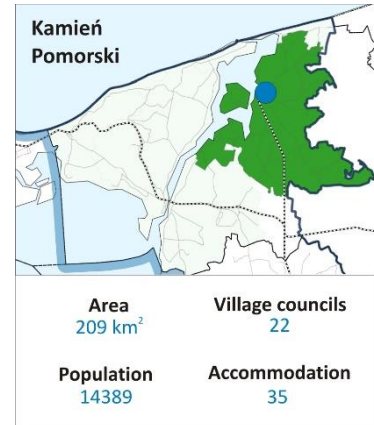 Kamień
Pomorski
Area
209 km²
Village councils
22
Population
14389
Accommodation
35